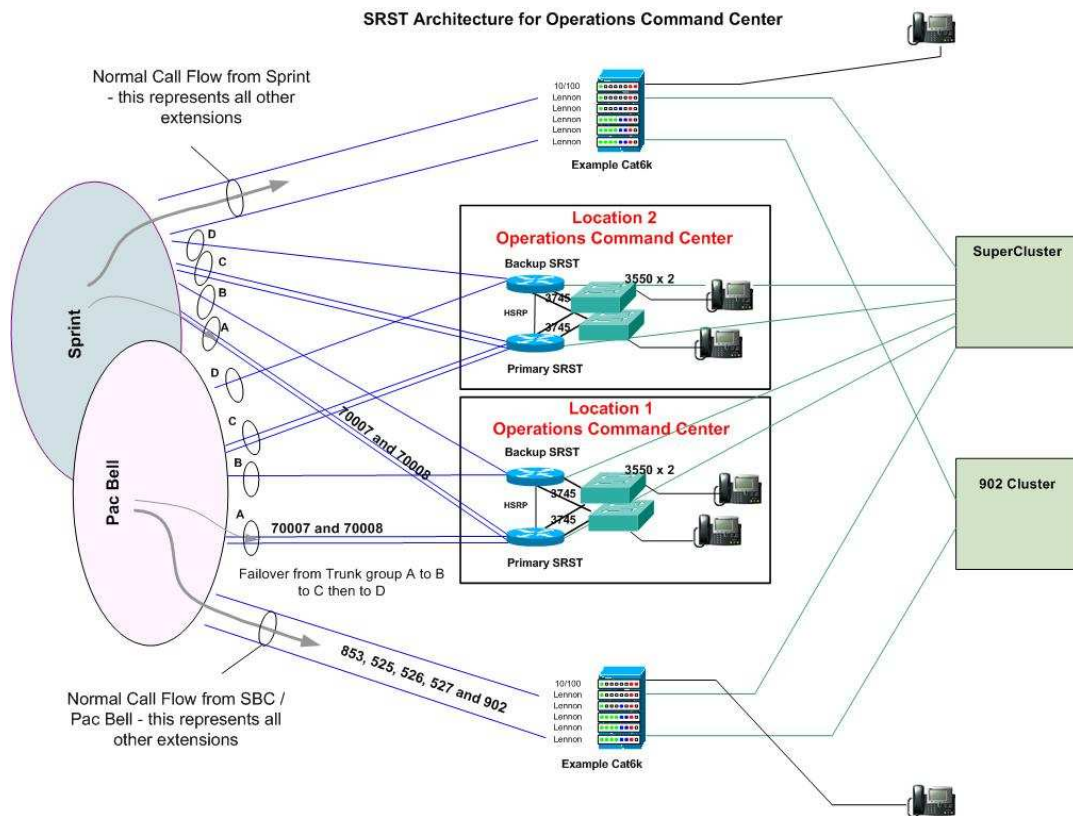 SRST Architecture for Operations Command Center
Normal Call Flow from Sprint
- this represents all other
extensions
10/100
Lennon
Lennon
Lennon
Lennon
Lennon
Example Cat6k
Location 2
Operations Command Center
Backup SRST
3550 x 2
3745
HSRP
3745
Primary SRST
SuperCluster
D
C
B
A
Sprint
D
C
B
A
Pac Bell
70007 and 70008
70007 and 70008
Location 1
Operations Command Center
Backup SRST
3550 x 2
3745
HSRP
3745
Primary SRST
902 Cluster
Failover from Trunk group A to B
to C then to D
853, 525, 526, 527 and 902
Normal Call Flow from SBC /
Pac Bell - this represents all
other extensions
10/100
Lennon
Lennon
Lennon
Lennon
Lennon
Example Cat6k